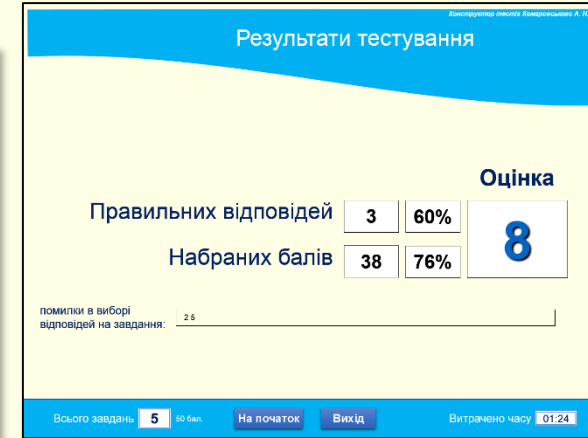 Конструктор тестів Комаровського А. Н.
Результати тестування
Оцінка
Правильних відповідей 3 60%
8
Набраних балів 38 76%
помилки в виборі
відповідей на завдання: 2 5
Всього завдань 5 50 бал. На початок Вихід Витрачено часу 01:24